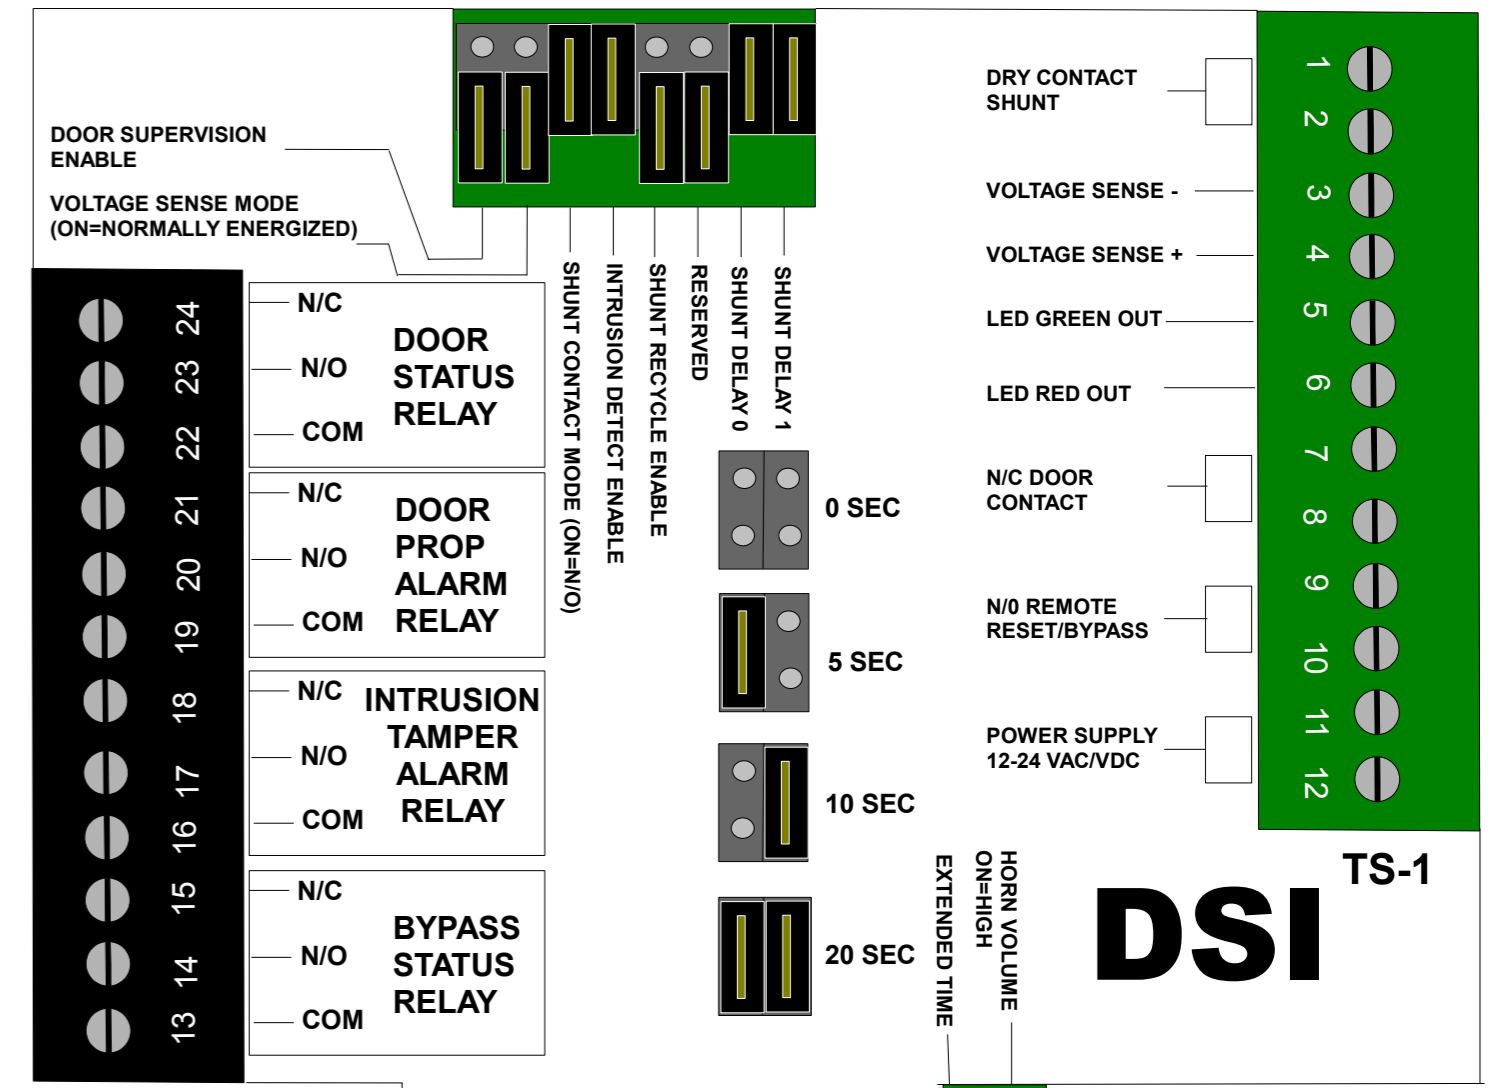 DOOR SUPERVISION
ENABLE
VOLTAGE SENSE MODE
(ON=NORMALLY ENERGIZED)
SHUNT CONTACT MODE (ON=N/O)
INTRUSION DETECT ENABLE
SHUNT RECYCLE ENABLE
RESERVED
SHUNT DELAY 0
SHUNT DELAY 1
24
23
22
21
20
19
18
17
16
15
14
13
N/C
N/O
COM
DOOR
STATUS
RELAY
N/C
N/O
COM
DOOR
PROP
ALARM
RELAY
N/C
N/O
COM
INTRUSION
TAMPER
ALARM
RELAY
N/C
N/O
COM
BYPASS
STATUS
RELAY
0 SEC
5 SEC
10 SEC
20 SEC
DRY CONTACT
SHUNT
VOLTAGE SENSE -
VOLTAGE SENSE +
LED GREEN OUT
LED RED OUT
N/C DOOR
CONTACT
N/0 REMOTE
RESET/BYPASS
POWER SUPPLY
12-24 VAC/VDC
1
2
3
4
5
6
7
8
9
10
11
12
TS-1
DSI
HORN VOLUME
ON=HIGH
EXTENDED TIME